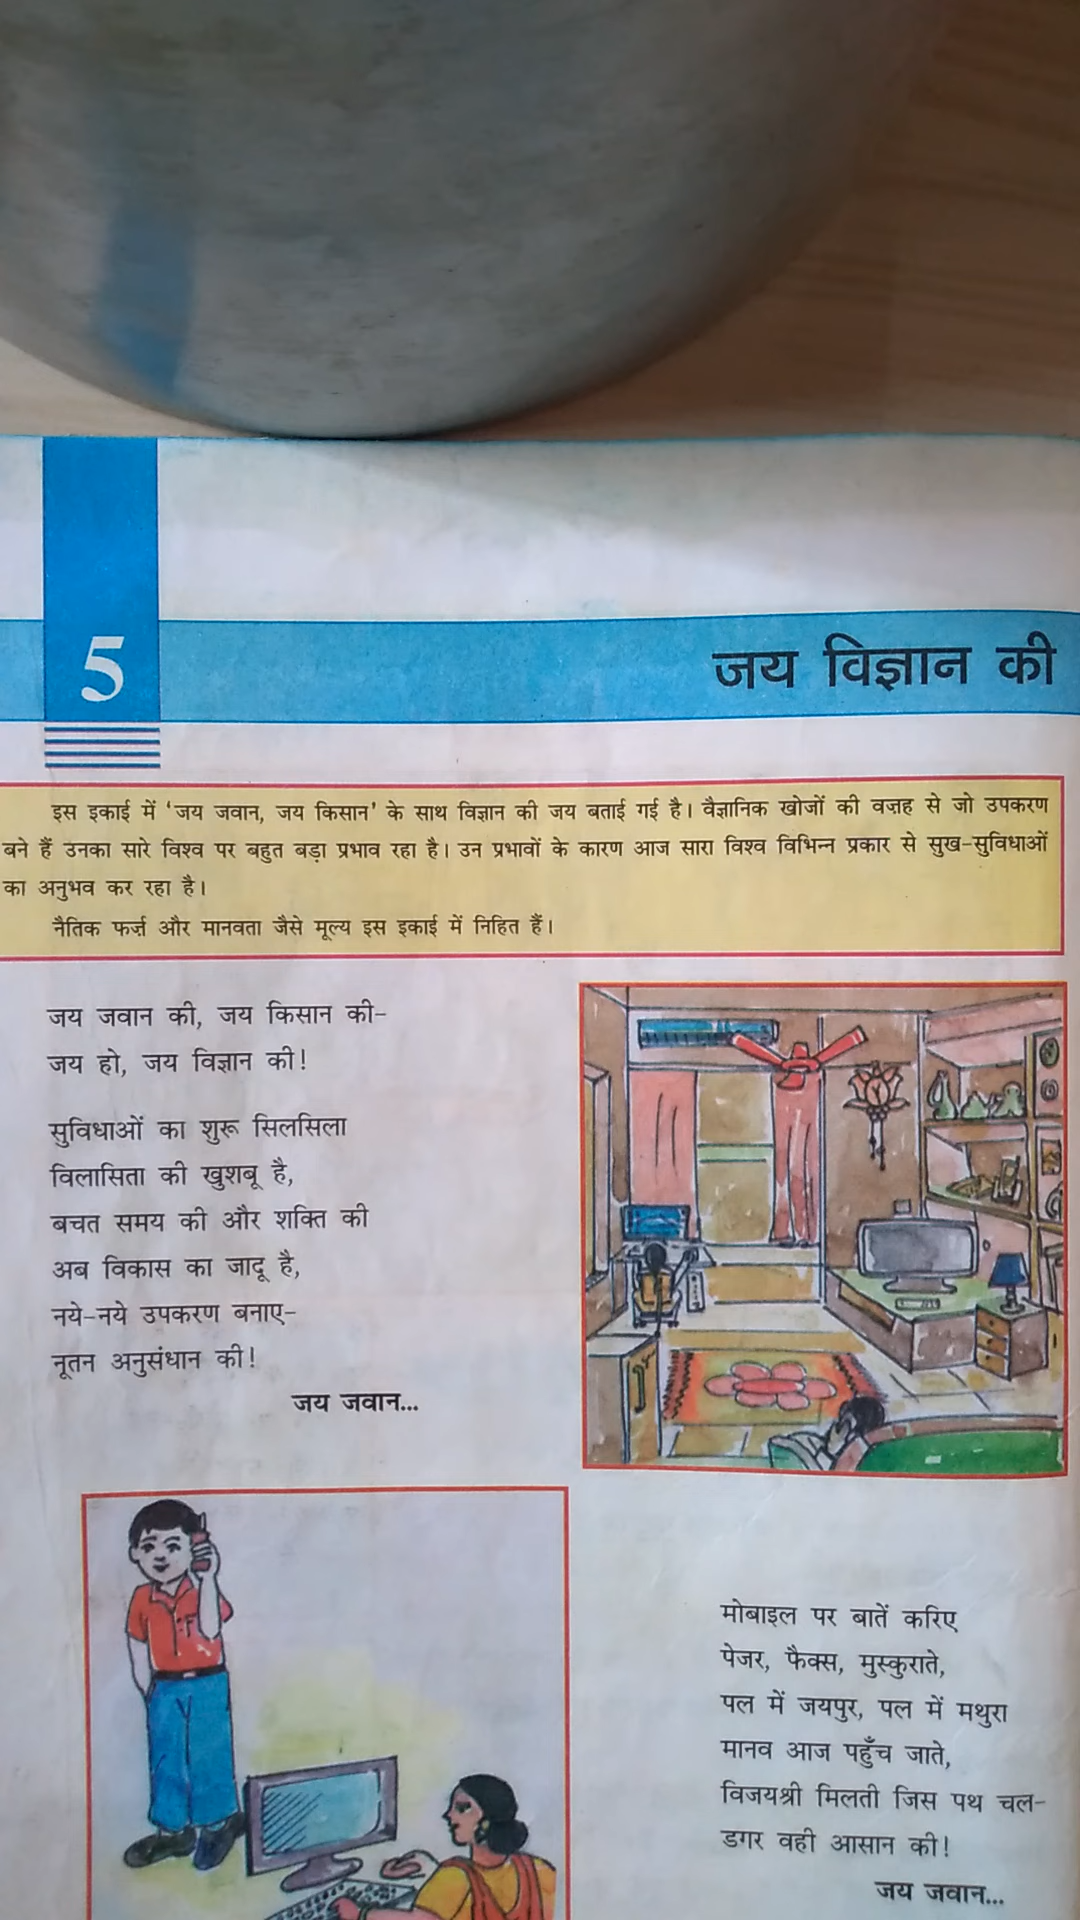 5
जय विज्ञान की
इस इकाई में ‘जय जवान, जय किसान’ के साथ विज्ञान की जय बताई गई है। वैज्ञानिक खोजों की वज़ह से जो उपकरण
बने हैं उनका सारे विश्व पर बहुत बड़ा प्रभाव रहा है। उन प्रभावों के कारण आज सारा विश्व विभिन्न प्रकार से सुख-सुविधाओं
का अनुभव कर रहा है।
नैतिक फर्ज़ और मानवता जैसे मूल्य इस इकाई में निहित हैं।
जय जवान की, जय किसान की-
जय हो, जय विज्ञान की!
सुविधाओं का शुरू सिलसिला
विलासिता की खुशबू है,
बचत समय की और शक्ति की
अब विकास का जादू है,
नये-नये उपकरण बनाए-
नूतन अनुसंधान की!
जय जवान...
मोबाइल पर बातें करिए
पेजर, फैक्स, मुस्कुराते,
पल में जयपुर, पल में मथुरा
मानव आज पहुँच जाते,
विजयश्री मिलती जिस पथ चल-
डगर वही आसान की!
जय जवान...